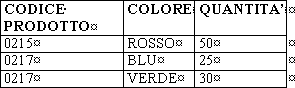 CODICE PRODOTTO¤ COLORE¤ QUANTITA’¤ ¤
0215¤ ROSSO¤ 50¤ ¤
0217¤ BLU¤ 25¤ ¤
0217¤ VERDE¤ 30¤ ¤